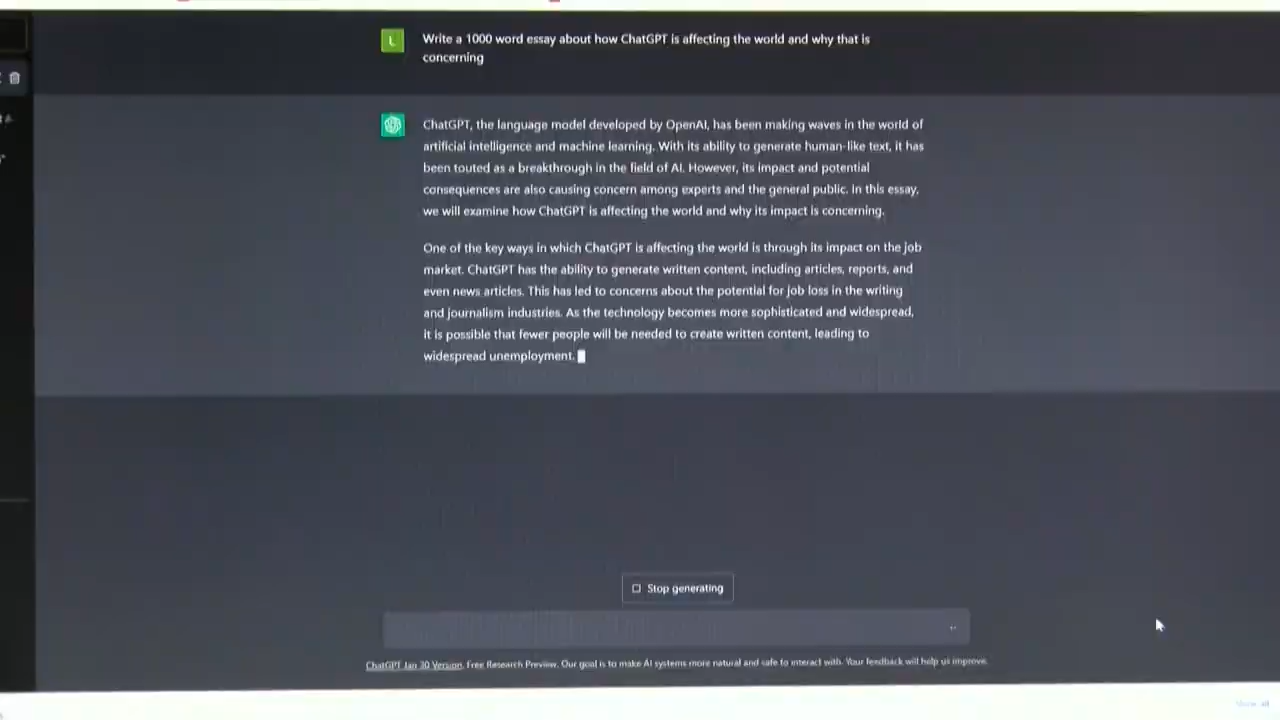 L
Write a 1000 word essay about how ChatGPT is affecting the world and why that is
concerning
ChatGPT, the language model developed by OpenAI, has been making waves in the world of
artificial intelligence and machine learning. With its ability to generate human-like text, it has
been touted as a breakthrough in the field of AI. However, its impact and potential
consequences are also causing concern among experts and the general public. In this essay,
we will examine how ChatGPT is affecting the world and why its impact is concerning.
One of the key ways in which ChatGPT is affecting the world is through its impact on the job
market. ChatGPT has the ability to generate written content, including articles, reports, and
even news articles. This has led to concerns about the potential for job loss in the writing
and journalism industries. As the technology becomes more sophisticated and widespread,
it is possible that fewer people will be needed to create written content, leading to
widespread unemployment.
Stop generating
ChatGPT Jan 30 Version. Free Research Preview. Our goal is to make AI systems more natural and safe to interact with. Your feedback will help us improve.
Show all